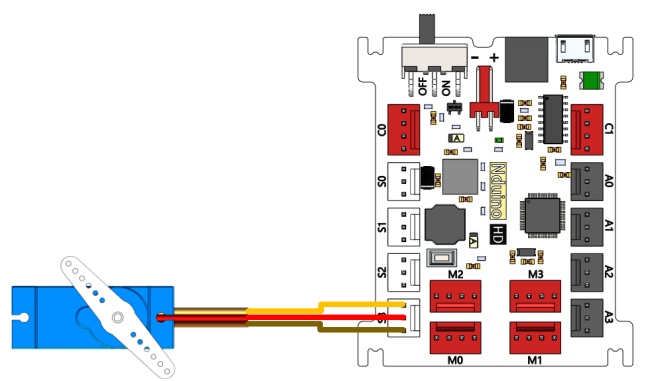 - +
OFF
ON
C0
C1
S0
A0
Nduino
HD
S1
A1
S2
M2
M3
A2
S3
A3
M0
M1
A
A